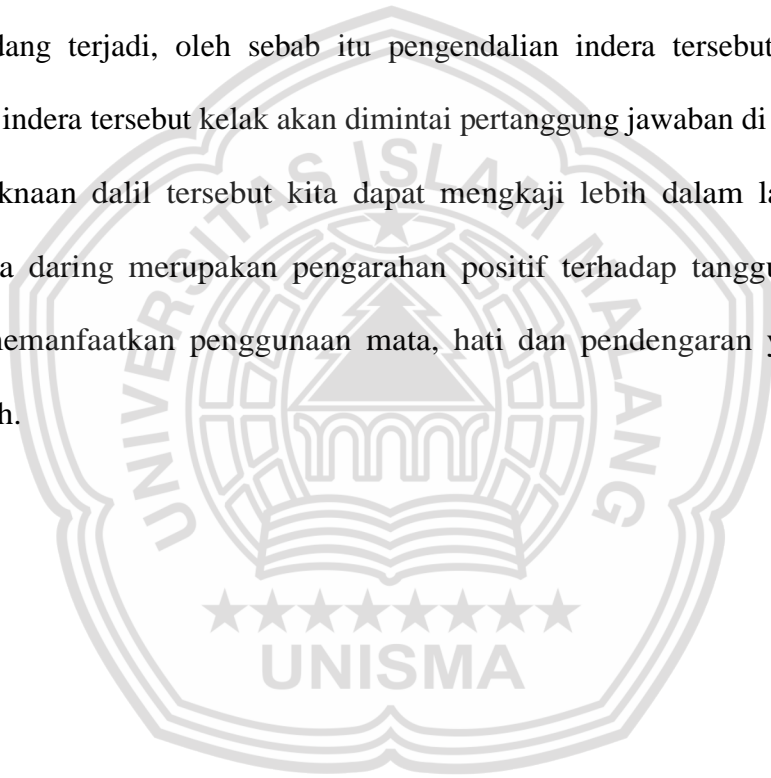 dang terjadi, oleh sebab itu pengendalian indera tersebut
indera tersebut kelak akan dimintai pertanggung jawaban di
knaan dalil tersebut kita dapat mengkaji lebih dalam la
a daring merupakan pengarahan positif terhadap tanggu
nemanfaatkan penggunaan mata, hati dan pendengaran y
h.
UNIVERSITAS ISLAM MALANG
UNISMA